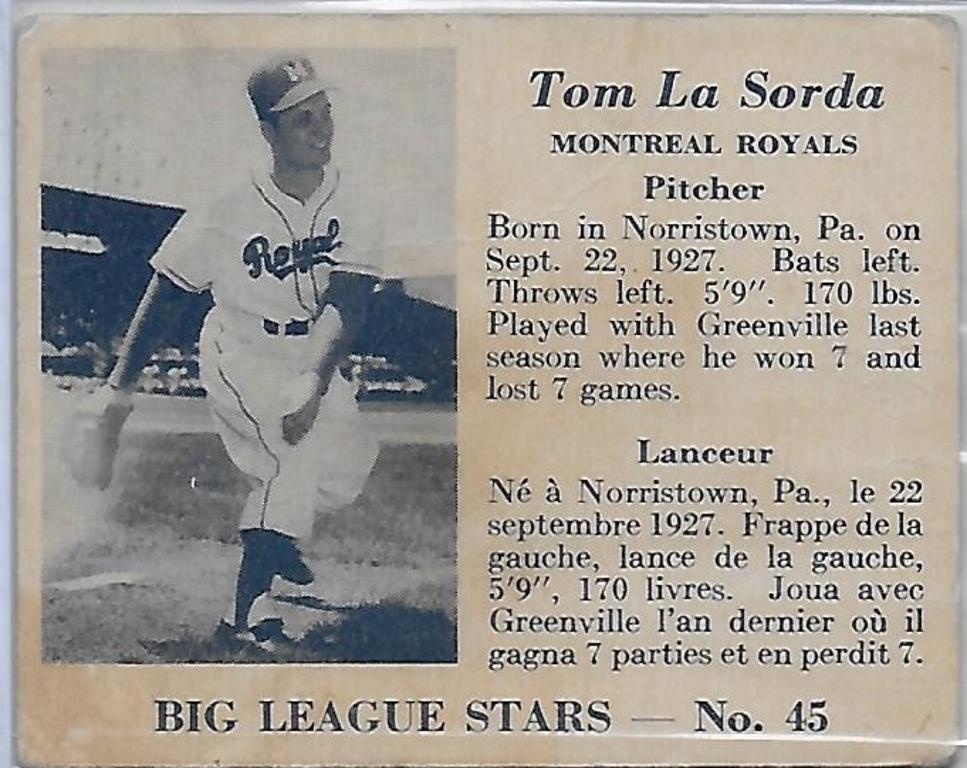 Tom La Sorda
MONTREAL ROYALS
Pitcher
Born in Norristown, Pa. on
Sept. 22, 1927. Bats left.
Throws left. 5'9". 170 lbs.
Played with Greenville last
season where he won 7 and
lost 7 games.
Lanceur
Né à Norristown, Pa., le 22
septembre 1927. Frappe de la
gauche, lance de la gauche,
5'9", 170 livres. Joua avec
Greenville l'an dernier où il
gagna 7 parties et en perdit 7.
M
Royal
BIG LEAGUE STARS — No. 45